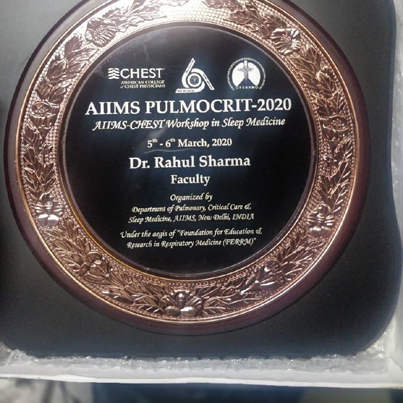 CHEST
AMERICAN COLLEGE
of CHEST PHYSICIANS
AIIMS PULMOCRIT-2020
AIIMS-CHEST Workshop in Sleep Medicine
5th - 6th March, 2020
Dr. Rahul Sharma
Faculty
Organized by
Department of Pulmonary, Critical Care &
Sleep Medicine, AIIMS, New Delhi, INDIA
Under the aegis of "Foundation for Education &
Research in Respiratory Medicine (FERRM)"